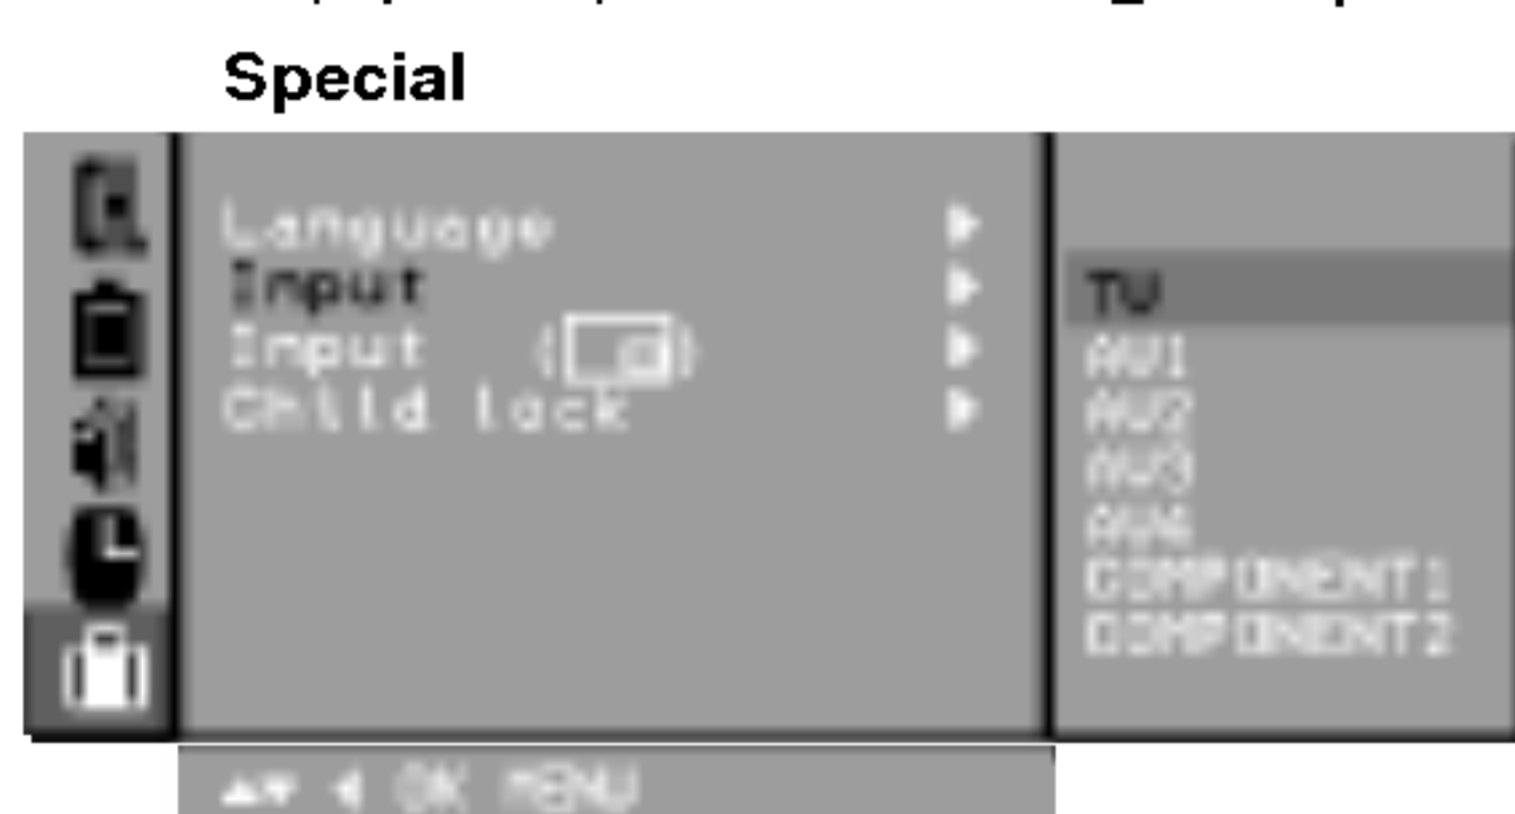 Special
Language
Input
Input ( )
Child lock
TV
AV1
AV2
AV3
AV4
COMPONENT1
COMPONENT2
OK MENU